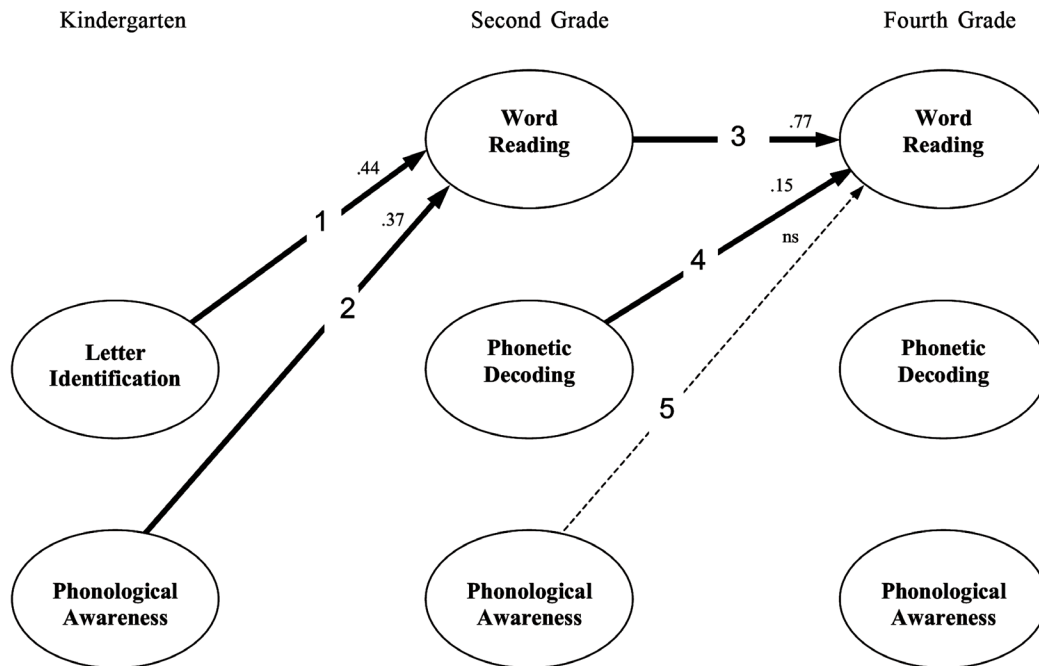 Kindergarten
Second Grade
Fourth Grade
Word
Reading
3
.77
Word
Reading
.44
1
.37
2
.15
4
ns
Letter
Identification
Phonetic
Decoding
Phonetic
Decoding
5
Phonological
Awareness
Phonological
Awareness
Phonological
Awareness